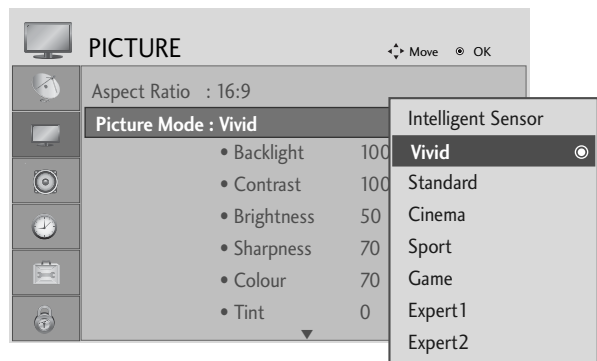 PICTURE
Move OK
Aspect Ratio : 16:9
Picture Mode : Vivid
• Backlight 100
• Contrast 100
• Brightness 50
• Sharpness 70
• Colour 70
• Tint 0
Intelligent Sensor
Vivid
Standard
Cinema
Sport
Game
Expert1
Expert2